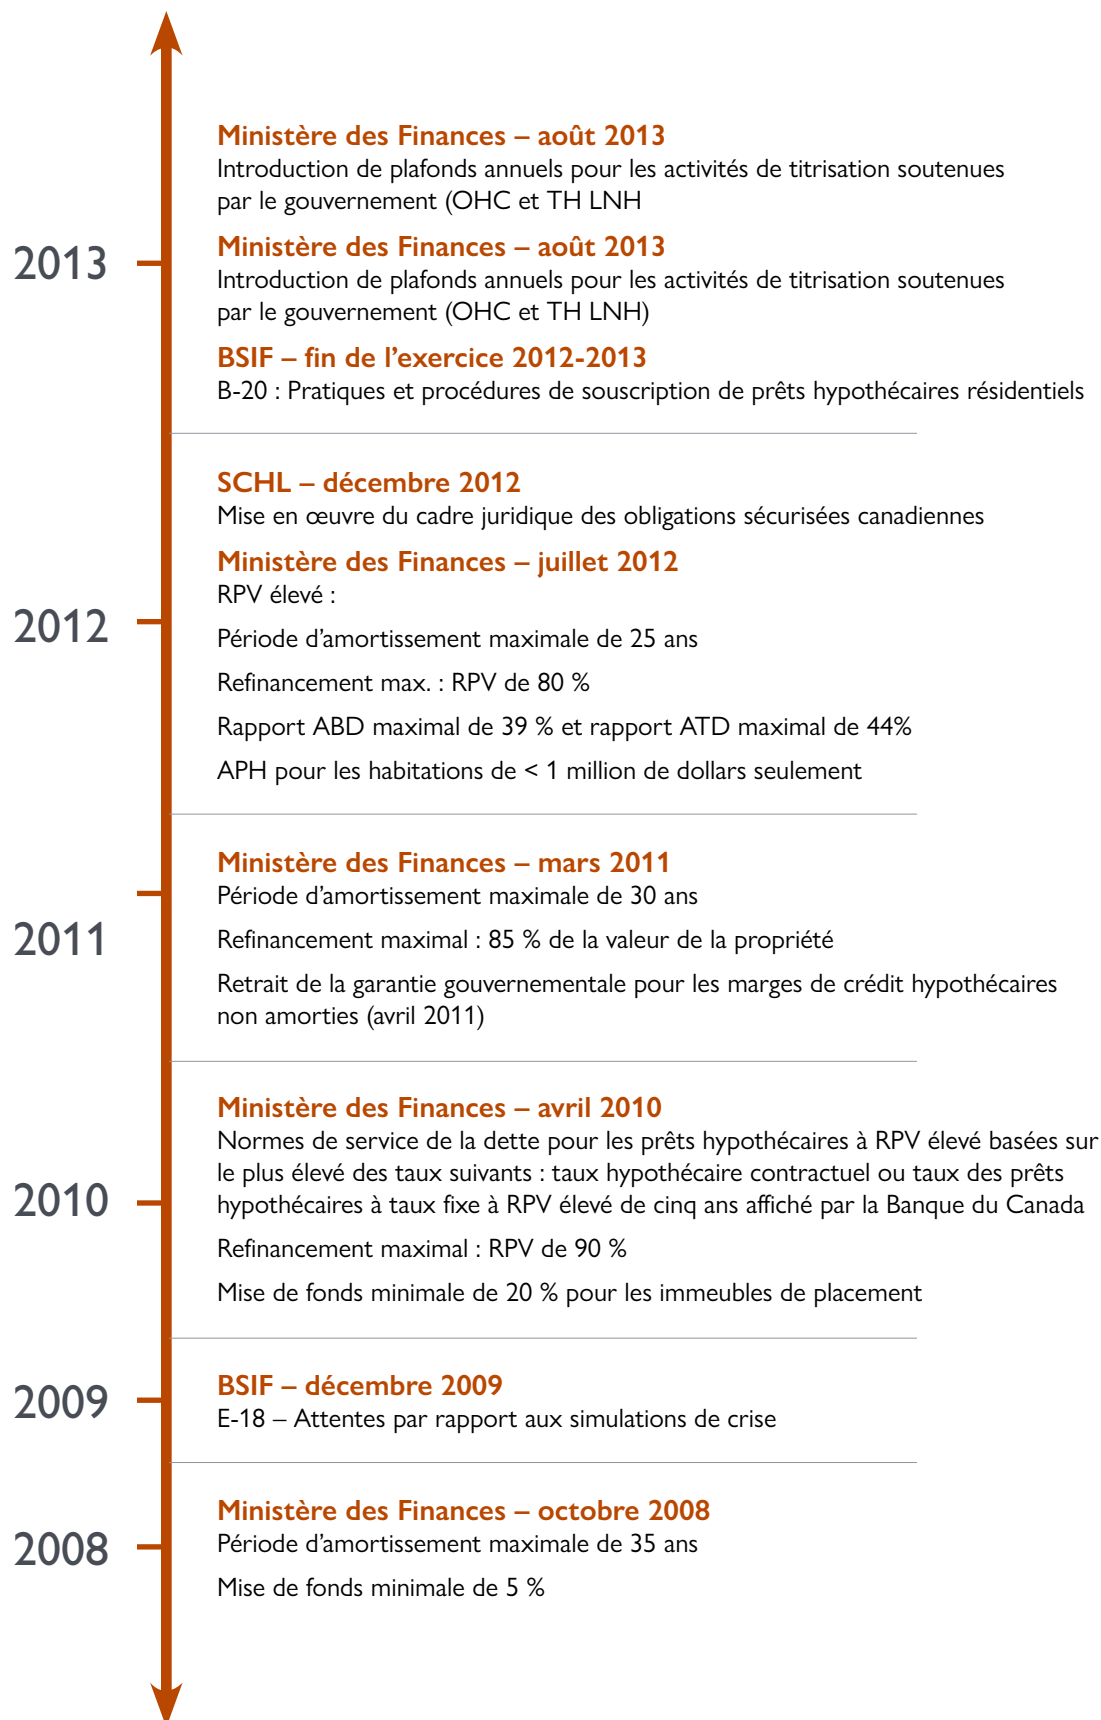 Ministère des Finances – août 2013
Introduction de plafonds annuels pour les activités de titrisation soutenues
par le gouvernement (OHC et TH LNH
2013
Ministère des Finances – août 2013
Introduction de plafonds annuels pour les activités de titrisation soutenues
par le gouvernement (OHC et TH LNH)
BSIF – fin de l’exercice 2012-2013
B-20 : Pratiques et procédures de souscription de prêts hypothécaires résidentiels
SCHL – décembre 2012
Mise en œuvre du cadre juridique des obligations sécurisées canadiennes
Ministère des Finances – juillet 2012
RPV élevé :
2012
Période d’amortissement maximale de 25 ans
Refinancement max. : RPV de 80 %
Rapport ABD maximal de 39 % et rapport ATD maximal de 44%
APH pour les habitations de < 1 million de dollars seulement
Ministère des Finances – mars 2011
Période d’amortissement maximale de 30 ans
2011
Refinancement maximal : 85 % de la valeur de la propriété
Retrait de la garantie gouvernementale pour les marges de crédit hypothécaires
non amorties (avril 2011)
Ministère des Finances – avril 2010
Normes de service de la dette pour les prêts hypothécaires à RPV élevé basées sur
le plus élevé des taux suivants : taux hypothécaire contractuel ou taux des prêts
2010
hypothécaires à taux fixe à RPV élevé de cinq ans affiché par la Banque du Canada
Refinancement maximal : RPV de 90 %
Mise de fonds minimale de 20 % pour les immeubles de placement
2009
BSIF – décembre 2009
E-18 – Attentes par rapport aux simulations de crise
Ministère des Finances – octobre 2008
2008
Période d’amortissement maximale de 35 ans
Mise de fonds minimale de 5 %